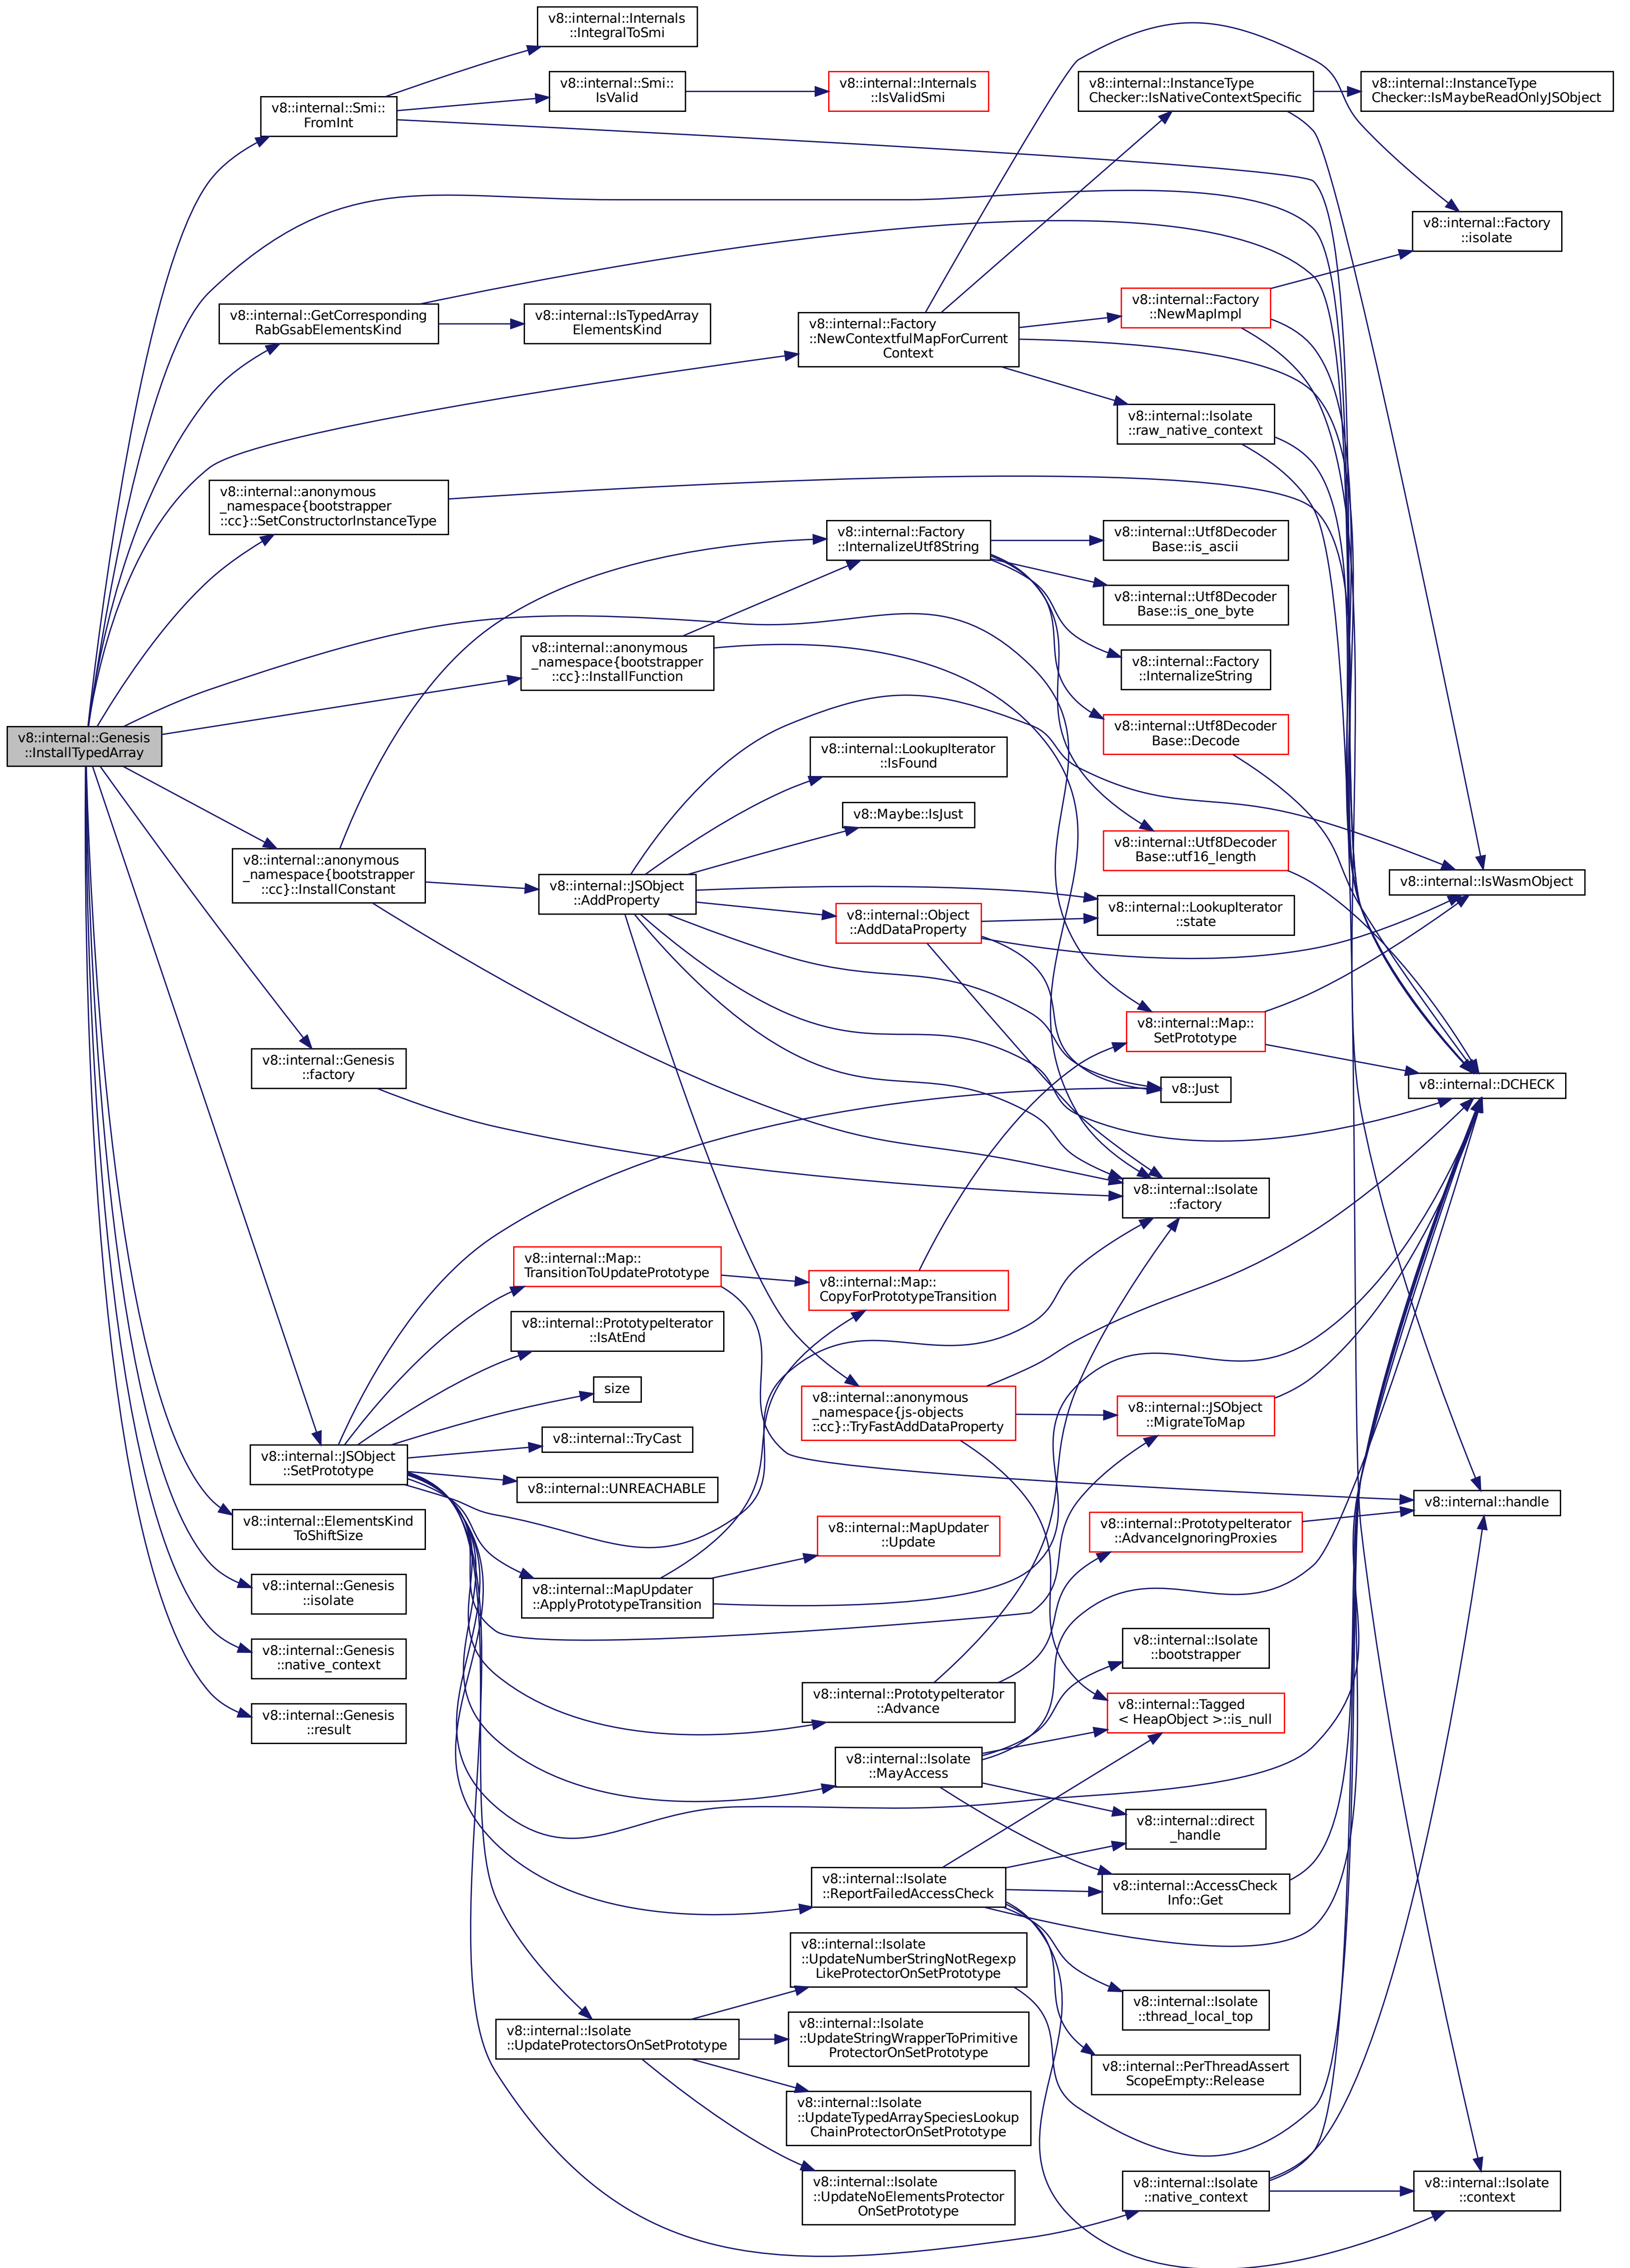 v8::internal::Internals
::IntegralToSmi
v8::internal::Smi::
IsValid
v8::internal::Internals
::IsValidSmi
v8::internal::InstanceType
Checker::IsNativeContextSpecific
v8::internal::InstanceType
Checker::IsMaybeReadOnlyJSObject
v8::internal::Smi::
FromInt
v8::internal::Factory
::isolate
v8::internal::GetCorresponding
RabGsabElementsKind
v8::internal::IsTypedArray
ElementsKind
v8::internal::Factory
::NewContextfulMapForCurrent
Context
v8::internal::Factory
::NewMapImpl
v8::internal::Isolate
::raw_native_context
v8::internal::anonymous
_namespace{bootstrapper
::cc}::SetConstructorInstanceType
v8::internal::Factory
::InternalizeUtf8String
v8::internal::Utf8Decoder
Base::is_ascii
v8::internal::Utf8Decoder
Base::is_one_byte
v8::internal::anonymous
_namespace{bootstrapper
::cc}::InstallFunction
v8::internal::Factory
::InternalizeString
v8::internal::Utf8Decoder
Base::Decode
v8::internal::Genesis
::InstallTypedArray
v8::internal::LookupIterator
::IsFound
v8::Maybe::IsJust
v8::internal::Utf8Decoder
Base::utf16_length
v8::internal::anonymous
_namespace{bootstrapper
::cc}::InstallConstant
v8::internal::JSObject
::AddProperty
v8::internal::IsWasmObject
v8::internal::Object
::AddDataProperty
v8::internal::LookupIterator
::state
v8::internal::Map::
SetPrototype
v8::internal::Genesis
::factory
v8::Just
v8::internal::DCHECK
v8::internal::Isolate
::factory
v8::internal::Map::
TransitionToUpdatePrototype
v8::internal::Map::
CopyForPrototypeTransition
v8::internal::PrototypeIterator
::IsAtEnd
size
v8::internal::anonymous
_namespace{js-objects
::cc}::TryFastAddDataProperty
v8::internal::JSObject
::MigrateToMap
v8::internal::TryCast
v8::internal::JSObject
::SetPrototype
v8::internal::UNREACHABLE
v8::internal::handle
v8::internal::ElementsKind
ToShiftSize
v8::internal::MapUpdater
::Update
v8::internal::PrototypeIterator
::AdvanceIgnoringProxies
v8::internal::Genesis
::isolate
v8::internal::MapUpdater
::ApplyPrototypeTransition
v8::internal::Genesis
::native_context
v8::internal::Isolate
::bootstrapper
v8::internal::Genesis
::result
v8::internal::PrototypeIterator
::Advance
v8::internal::Tagged
< HeapObject >::is_null
v8::internal::Isolate
::MayAccess
v8::internal::direct
_handle
v8::internal::Isolate
::ReportFailedAccessCheck
v8::internal::AccessCheck
Info::Get
v8::internal::Isolate
::UpdateNumberStringNotRegexp
LikeProtectorOnSetPrototype
v8::internal::Isolate
::thread_local_top
v8::internal::Isolate
::UpdateProtectorsOnSetPrototype
v8::internal::Isolate
::UpdateStringWrapperToPrimitive
ProtectorOnSetPrototype
v8::internal::PerThreadAssert
ScopeEmpty::Release
v8::internal::Isolate
::UpdateTypedArraySpeciesLookup
ChainProtectorOnSetPrototype
v8::internal::Isolate
::UpdateNoElementsProtector
OnSetPrototype
v8::internal::Isolate
::native_context
v8::internal::Isolate
::context